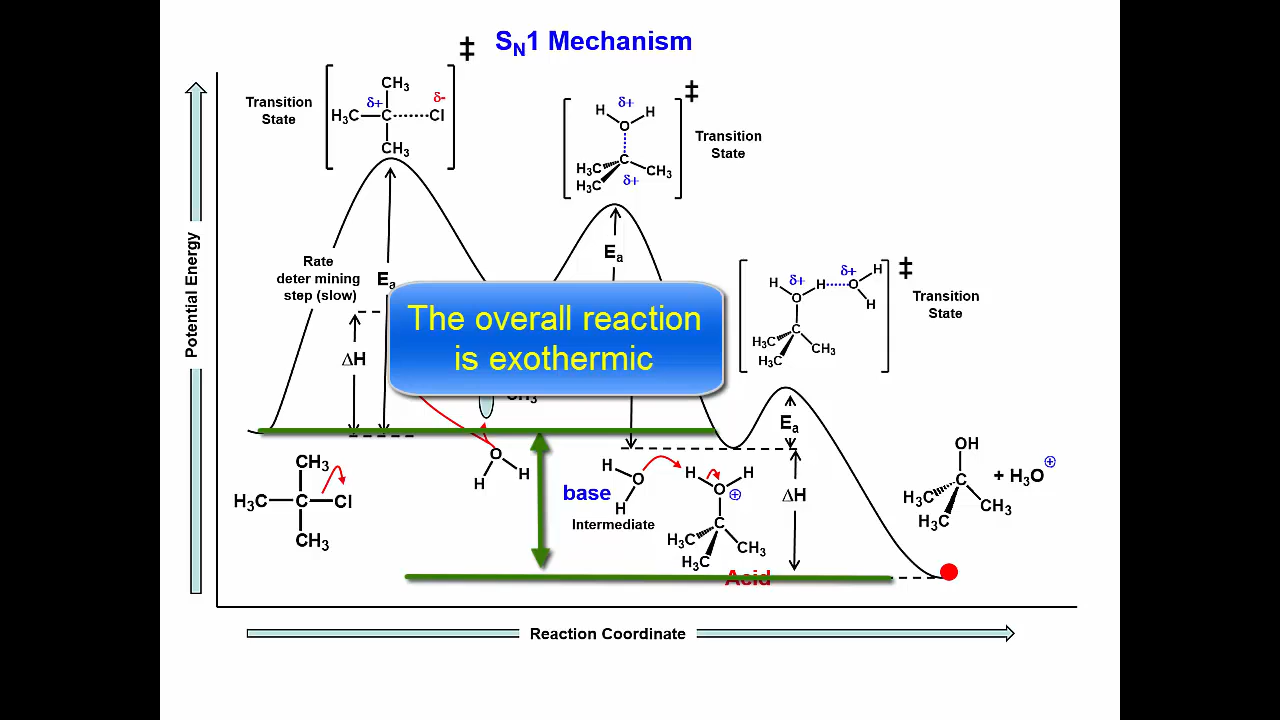 S_N1 Mechanism
‡
Transition
State
CH₃
δ+
δ-
H₃C
C
Cl
CH₃
‡
δ+
H
H
O
C
H₃C
H₃C
CH₃
δ+
Transition
State
Potential Energy
Rate
deter mining
step (slow)
Eₐ
Eₐ
ΔH
The overall reaction
is exothermic
CH₃
‡
δ+
δ+
H
H
H
O
O
H
C
H₃C
H₃C
CH₃
Transition
State
Eₐ
ΔH
CH₃
H₃C
C
Cl
CH₃
O
H
H
H
O
H
base
Intermediate
H
H
O
⊕
C
H₃C
H₃C
CH₃
Acid
OH
C
H₃C
H₃C
CH₃
+ H₃O
⊕
Reaction Coordinate